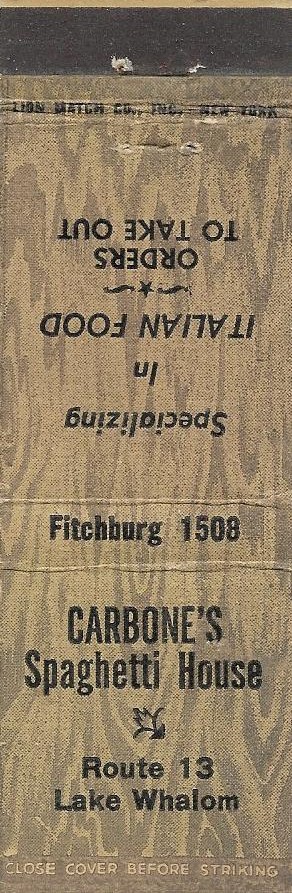 LION MATCH CO., INC., NEW YORK
Specializing
In
ITALIAN FOOD
ORDERS
TO TAKE OUT
Fitchburg 1508
CARBONE'S
Spaghetti House
Route 13
Lake Whalom
CLOSE COVER BEFORE STRIKING